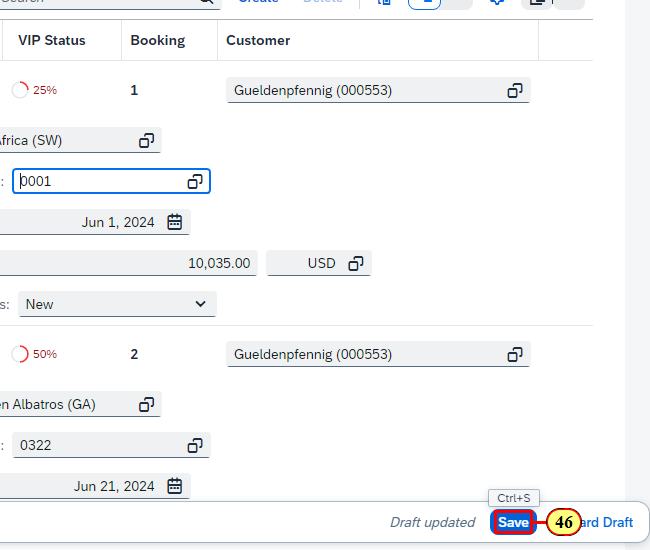 Search Create Delete
VIP Status Booking Customer
25% 1 Gueldenpfennig (000553)
Africa (SW)
: 0001
Jun 1, 2024
10,035.00 USD
s: New
50% 2 Gueldenpfennig (000553)
en Albatros (GA)
: 0322
Jun 21, 2024
Ctrl+S
Draft updated Save 46 ard Draft